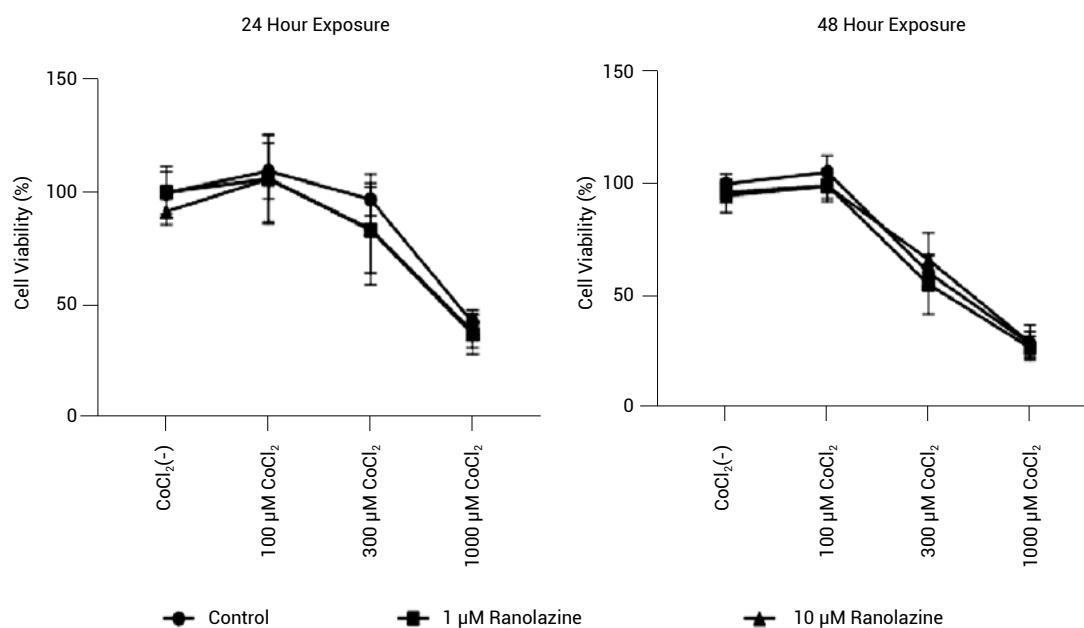 24 Hour Exposure
150
100
50
0
Cell Viability (%)
CoCl₂(-)
100 µM CoCl₂
300 µM CoCl₂
1000 µM CoCl₂
48 Hour Exposure
150
100
50
0
Cell Viability (%)
CoCl₂(-)
100 µM CoCl₂
300 µM CoCl₂
1000 µM CoCl₂
Control
1 µM Ranolazine
10 µM Ranolazine